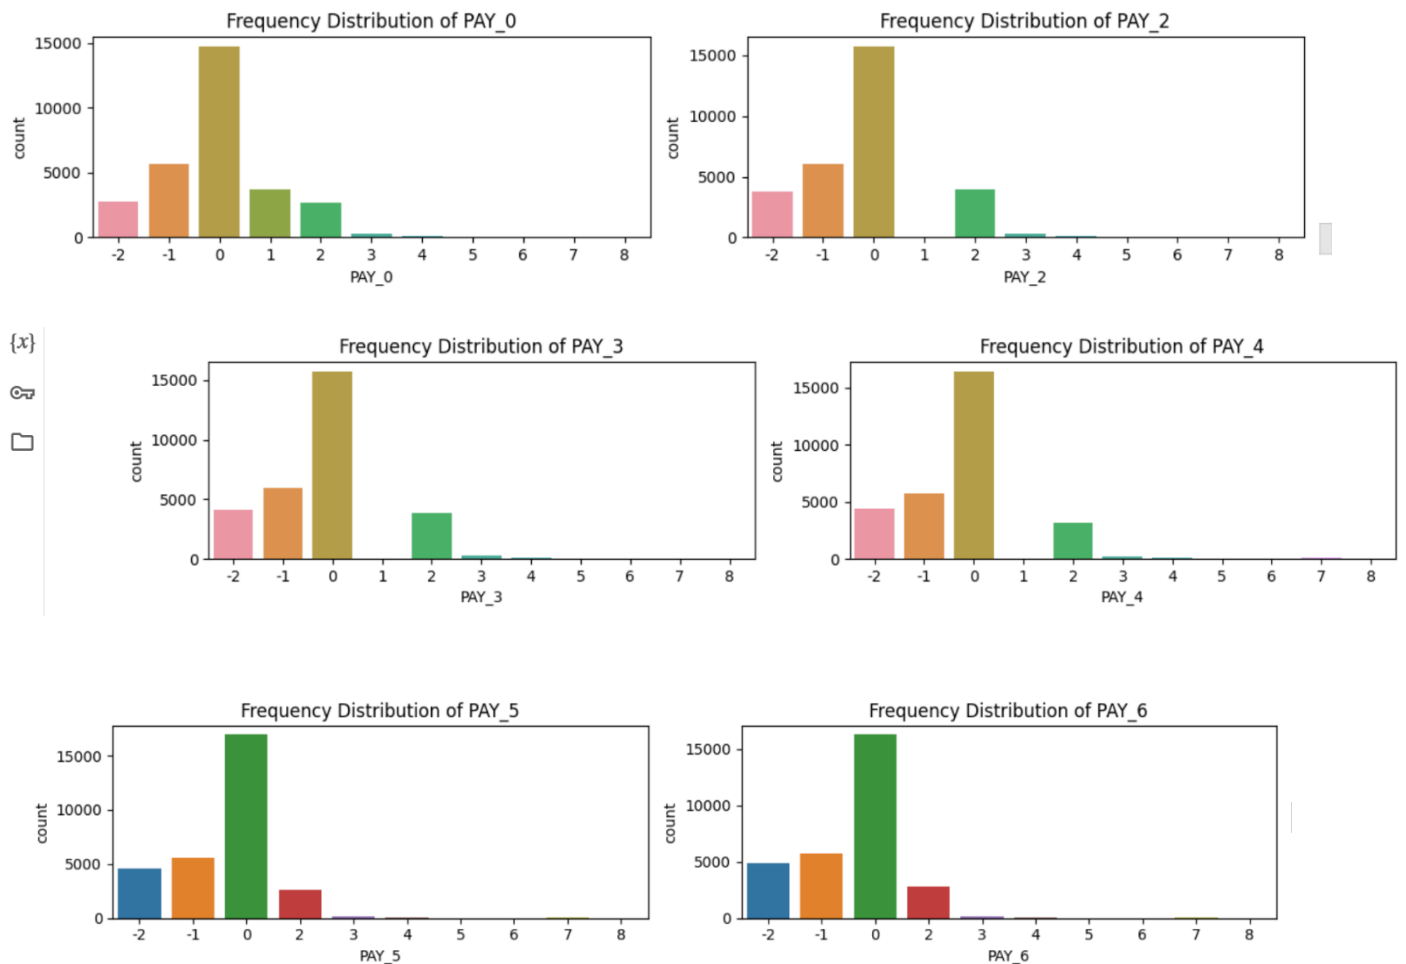 Frequency Distribution of PAY_0
15000
10000
5000
0
count
-2 -1 0 1 2 3 4 5 6 7 8
PAY_0
Frequency Distribution of PAY_2
15000
10000
5000
0
count
-2 -1 0 1 2 3 4 5 6 7 8
PAY_2
{x}
Frequency Distribution of PAY_3
15000
10000
5000
0
count
-2 -1 0 1 2 3 4 5 6 7 8
PAY_3
Frequency Distribution of PAY_4
15000
10000
5000
0
count
-2 -1 0 1 2 3 4 5 6 7 8
PAY_4
Frequency Distribution of PAY_5
15000
10000
5000
0
count
-2 -1 0 2 3 4 5 6 7 8
PAY_5
Frequency Distribution of PAY_6
15000
10000
5000
0
count
-2 -1 0 2 3 4 5 6 7 8
PAY_6